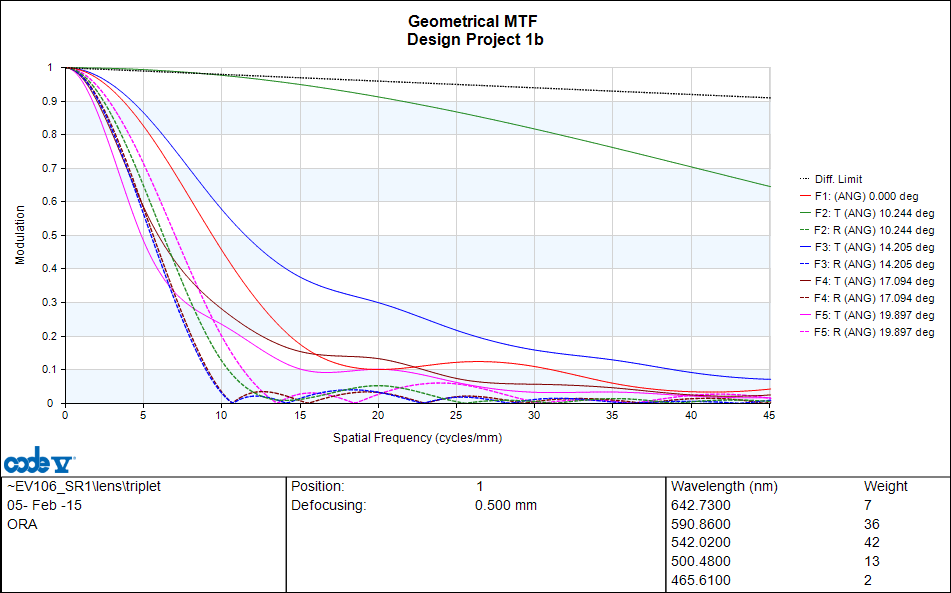 Geometrical MTF
Design Project 1b
1
0.9
0.8
0.7
0.6
0.5
0.4
0.3
0.2
0.1
0
Modulation
0 5 10 15 20 25 30 35 40 45
Spatial Frequency (cycles/mm)
Diff. Limit
F1: (ANG) 0.000 deg
F2: T (ANG) 10.244 deg
F2: R (ANG) 10.244 deg
F3: T (ANG) 14.205 deg
F3: R (ANG) 14.205 deg
F4: T (ANG) 17.094 deg
F4: R (ANG) 17.094 deg
F5: T (ANG) 19.897 deg
F5: R (ANG) 19.897 deg
code V
~EV106_SR1\lens\triplet
05- Feb -15
ORA
Position: 1
Defocusing: 0.500 mm
Wavelength (nm) Weight
642.7300 7
590.8600 36
542.0200 42
500.4800 13
465.6100 2